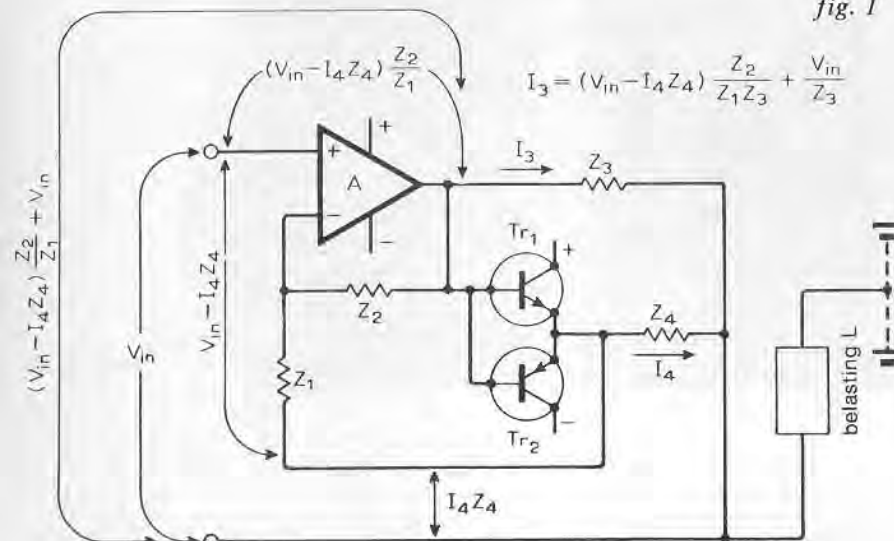 fig. 1
(Vin − I4Z4) Z2/Z1
I3 = (Vin − I4Z4) Z2/Z1Z3 + Vin/Z3
+
+
A
−
−
I3
Z3
Tr1
+
Z2
Z4
I4
Z1
Tr2
−
Vin
Vin − I4Z4
(Vin − I4Z4) Z2/Z1 + Vin
I4Z4
belasting L